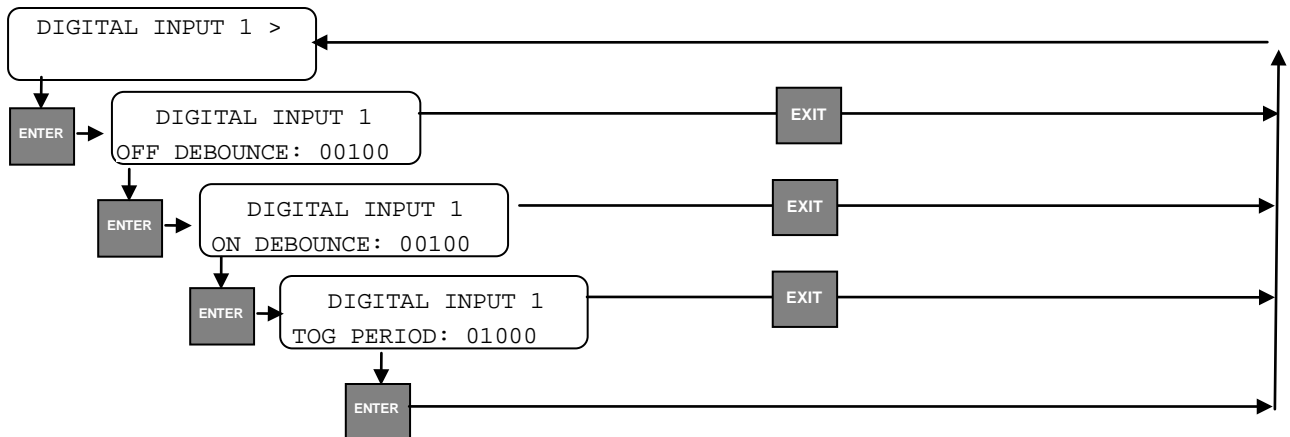 DIGITAL INPUT 1 >
ENTER
DIGITAL INPUT 1
OFF DEBOUNCE: 00100
EXIT
ENTER
DIGITAL INPUT 1
ON DEBOUNCE: 00100
EXIT
ENTER
DIGITAL INPUT 1
TOG PERIOD: 01000
EXIT
ENTER